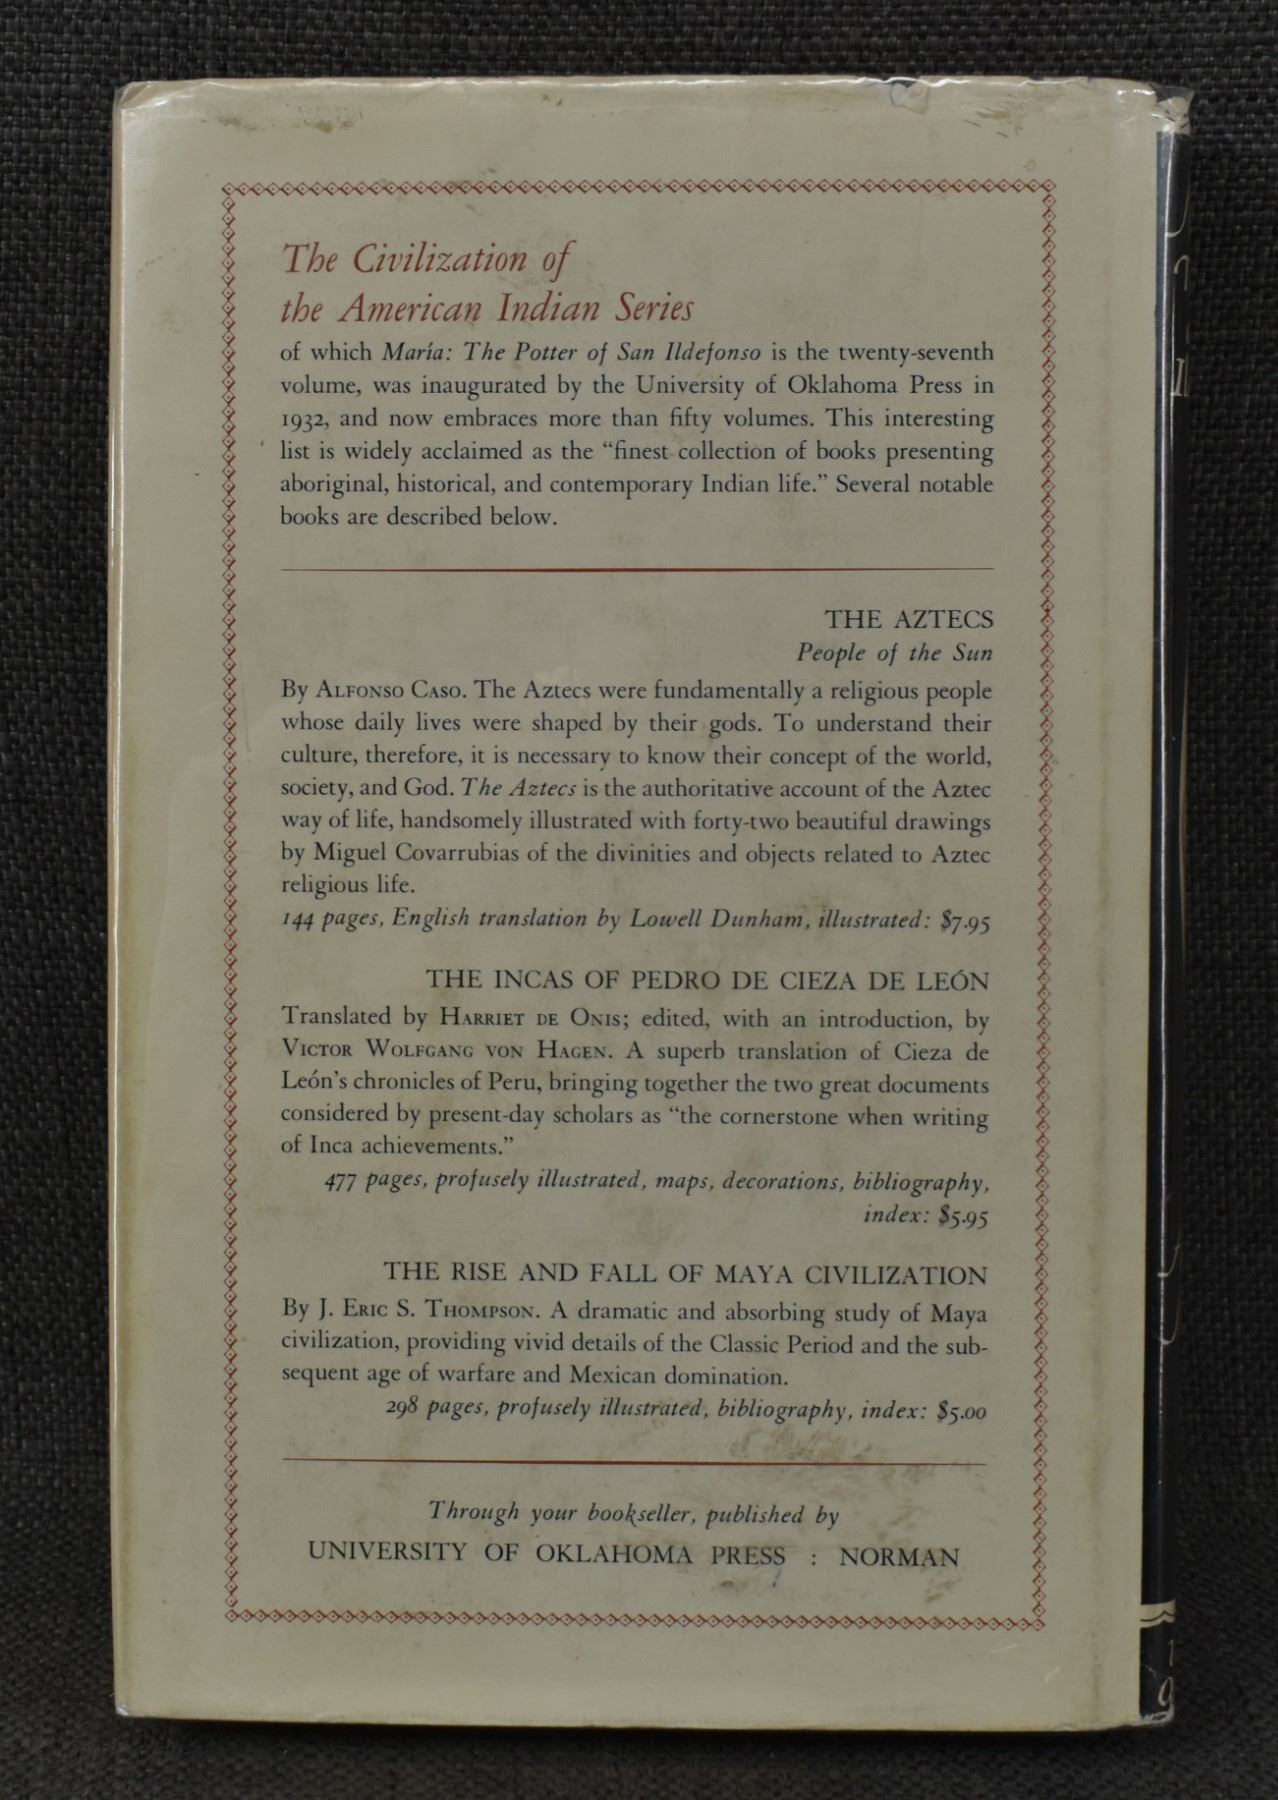 The Civilization of
the American Indian Series
of which María: The Potter of San Ildefonso is the twenty-seventh
volume, was inaugurated by the University of Oklahoma Press in
1932, and now embraces more than fifty volumes. This interesting
list is widely acclaimed as the “finest collection of books presenting
aboriginal, historical, and contemporary Indian life.” Several notable
books are described below.
THE AZTECS
People of the Sun
By ALFONSO CASO. The Aztecs were fundamentally a religious people
whose daily lives were shaped by their gods. To understand their
culture, therefore, it is necessary to know their concept of the world,
society, and God. The Aztecs is the authoritative account of the Aztec
way of life, handsomely illustrated with forty-two beautiful drawings
by Miguel Covarrubias of the divinities and objects related to Aztec
religious life.
144 pages, English translation by Lowell Dunham, illustrated: $7.95
THE INCAS OF PEDRO DE CIEZA DE LEÓN
Translated by HARRIET DE ONIS; edited, with an introduction, by
VICTOR WOLFGANG VON HAGEN. A superb translation of Cieza de
León’s chronicles of Peru, bringing together the two great documents
considered by present-day scholars as “the cornerstone when writing
of Inca achievements.”
477 pages, profusely illustrated, maps, decorations, bibliography,
index: $5.95
THE RISE AND FALL OF MAYA CIVILIZATION
By J. ERIC S. THOMPSON. A dramatic and absorbing study of Maya
civilization, providing vivid details of the Classic Period and the sub-
sequent age of warfare and Mexican domination.
298 pages, profusely illustrated, bibliography, index: $5.00
Through your bookseller, published by
UNIVERSITY OF OKLAHOMA PRESS : NORMAN